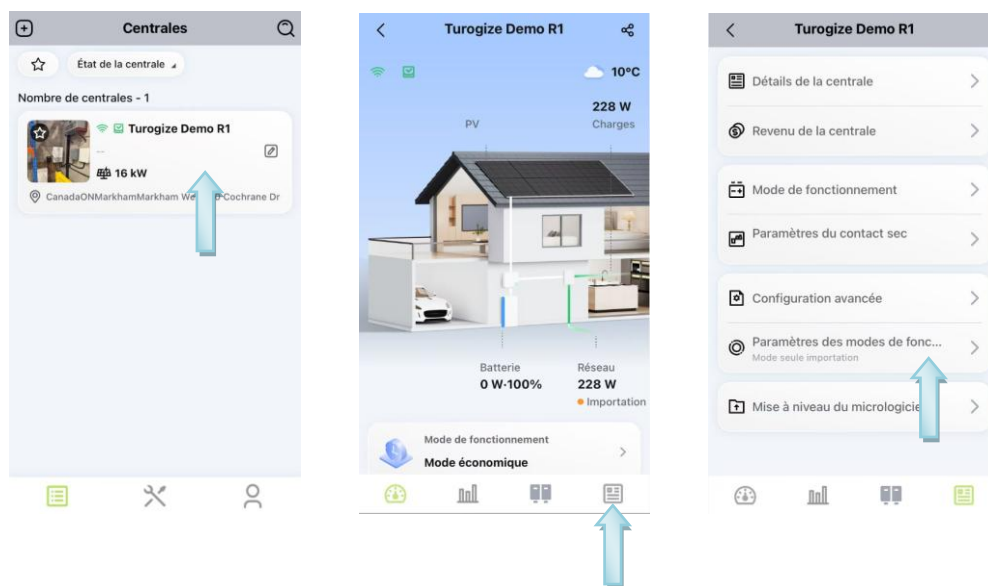 Centrales
État de la centrale
Nombre de centrales - 1
Turogize Demo R1
--
16 kW
CanadaONMarkhamMarkham We Cochrane Dr
Turogize Demo R1
10°C
228 W
PV
Charges
Batterie
0 W·100%
Réseau
228 W
Importation
Mode de fonctionnement
Mode économique
Turogize Demo R1
Détails de la centrale
Revenu de la centrale
Mode de fonctionnement
Paramètres du contact sec
Configuration avancée
Paramètres des modes de fonc...
Mode seule importation
Mise à niveau du micrologicie